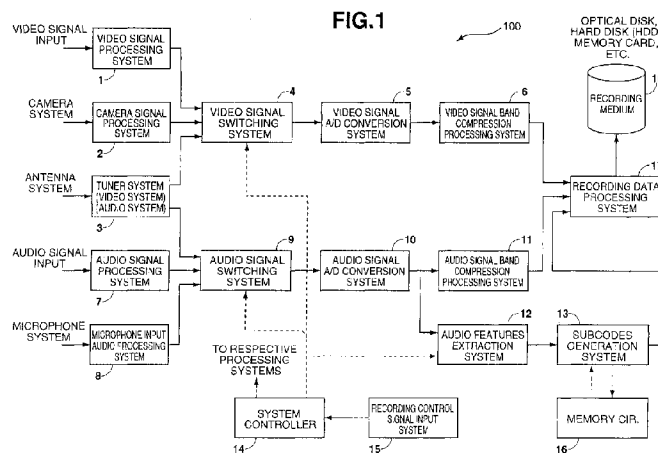 FIG.1
100
OPTICAL DISK,
HARD DISK (HDD
MEMORY CARD,
ETC.
VIDEO SIGNAL
INPUT
VIDEO SIGNAL
PROCESSING
SYSTEM
1
CAMERA
SYSTEM
CAMERA SIGNAL
PROCESSING
SYSTEM
2
VIDEO SIGNAL
SWITCHING
SYSTEM
4
VIDEO SIGNAL
A/D CONVERSION
SYSTEM
5
VIDEO SIGNAL BAND
COMPRESSION
PROCESSING SYSTEM
6
RECORDING
MEDIUM
ANTENNA
SYSTEM
TUNER SYSTEM
(VIDEO SYSTEM)
(AUDIO SYSTEM)
3
RECORDING DATA
PROCESSING
SYSTEM
AUDIO SIGNAL
INPUT
AUDIO SIGNAL
PROCESSING
SYSTEM
7
AUDIO SIGNAL
SWITCHING
SYSTEM
9
AUDIO SIGNAL
A/D CONVERSION
SYSTEM
10
AUDIO SIGNAL BAND
COMPRESSION
PROCESSING SYSTEM
11
MICROPHONE
SYSTEM
MICROPHONE INPUT
AUDIO PROCESSING
SYSTEM
8
AUDIO FEATURES
EXTRACTION
SYSTEM
12
SUBCODES
GENERATION
SYSTEM
13
TO RESPECTIVE
PROCESSING
SYSTEMS
SYSTEM
CONTROLLER
14
RECORDING CONTROL
SIGNAL INPUT
SYSTEM
15
MEMORY CIR.
16